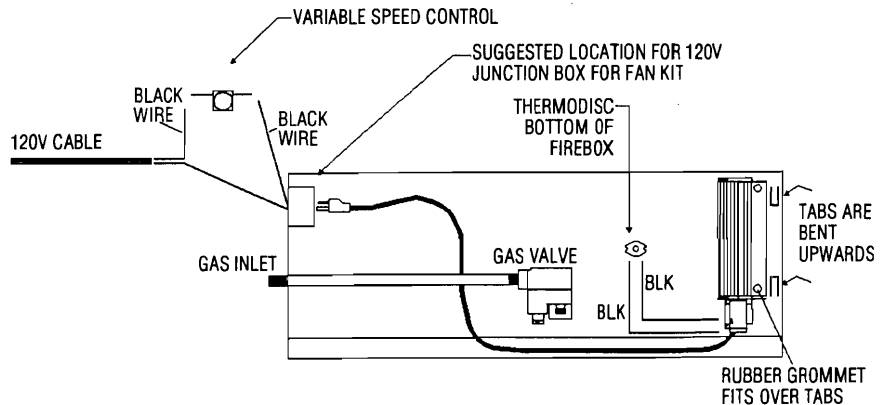 VARIABLE SPEED CONTROL
SUGGESTED LOCATION FOR 120V
JUNCTION BOX FOR FAN KIT
BLACK
WIRE
THERMODISC
BOTTOM OF
FIREBOX
BLACK
WIRE
120V CABLE
TABS ARE
BENT
UPWARDS
GAS INLET
GAS VALVE
BLK
BLK
RUBBER GROMMET
FITS OVER TABS